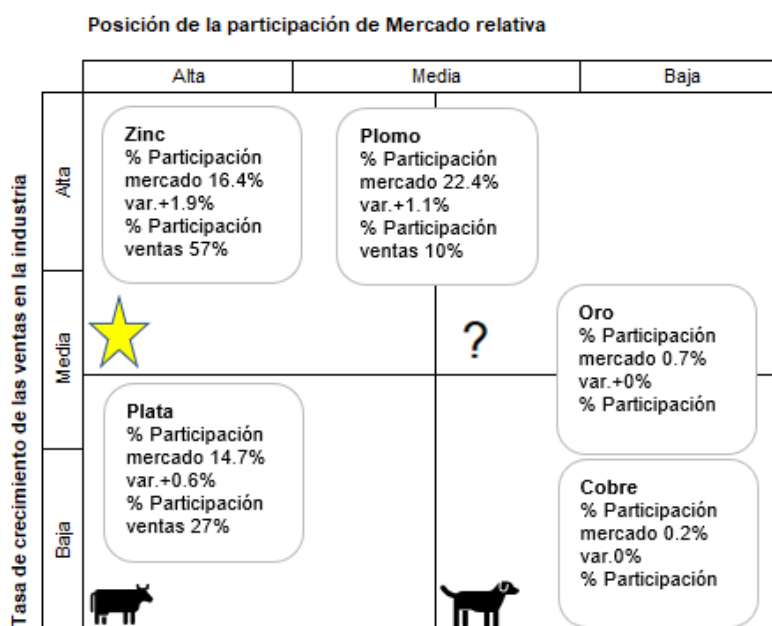 Posición de la participación de Mercado relativa
Alta
Media
Baja
Tasa de crecimiento de las ventas en la industria
Alta
Media
Baja
Zinc
% Participación
mercado 16.4%
var.+1.9%
% Participación
ventas 57%
Plomo
% Participación
mercado 22.4%
var.+1.1%
% Participación
ventas 10%
?
Oro
% Participación
mercado 0.7%
var.+0%
% Participación
Plata
% Participación
mercado 14.7%
var.+0.6%
% Participación
ventas 27%
Cobre
% Participación
mercado 0.2%
var.0%
% Participación